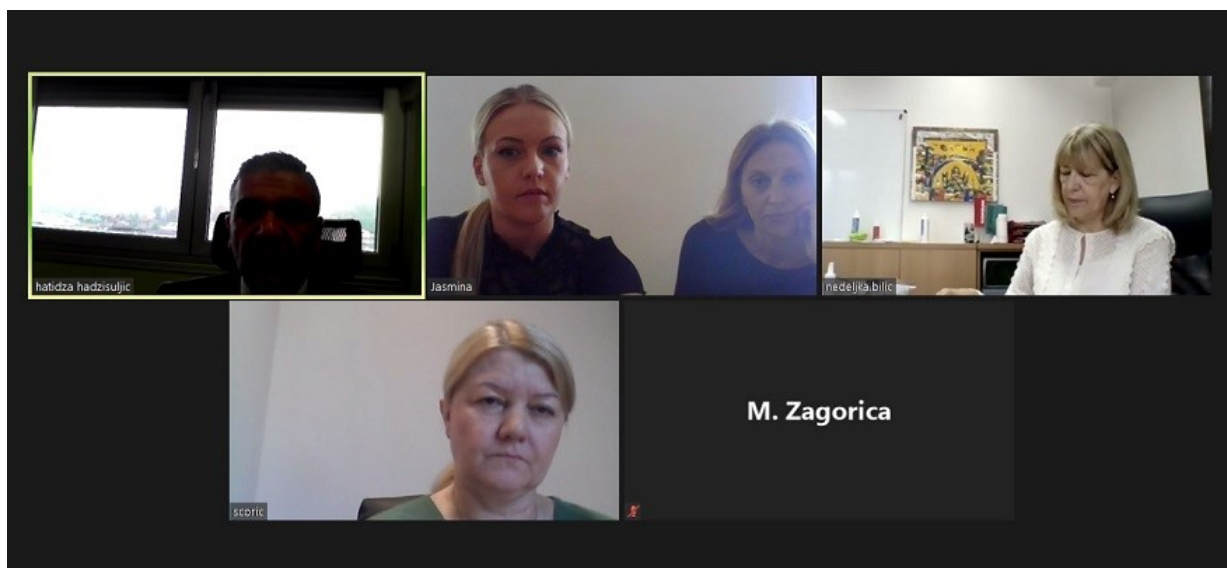 hatidza hadzisuljic
Jasmina
nedeljka.bilic
scoric
M. Zagorica